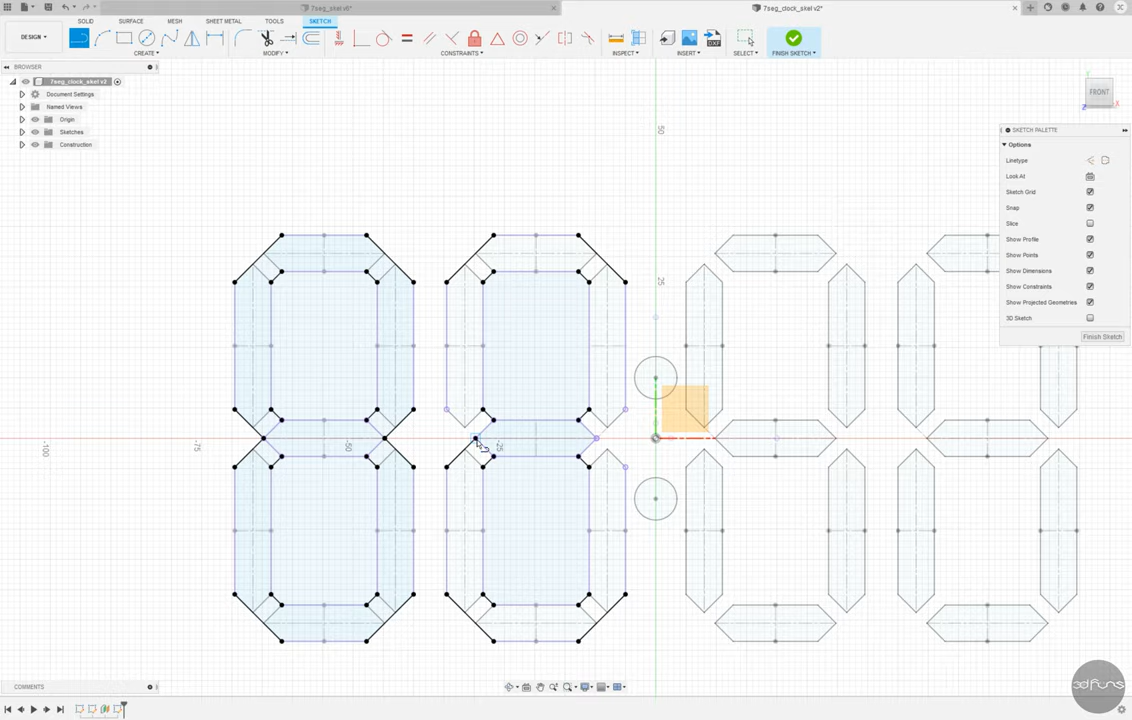 7seg_skel v6*
7seg_clock_skel v2*
DESIGN
SOLID
SURFACE
MESH
SHEET METAL
TOOLS
SKETCH
CREATE
MODIFY
CONSTRAINTS
INSPECT
INSERT
SELECT
FINISH SKETCH
BROWSER
7seg_clock_skel v2
Document Settings
Named Views
Origin
Sketches
Construction
FRONT
SKETCH PALETTE
Options
Linetype
Look At
Sketch Grid
Snap
Slice
Show Profile
Show Points
Show Dimensions
Show Constraints
Show Projected Geometries
3D Sketch
Finish Sketch
50
25
-100
-75
-50
-25
COMMENTS
3dfuns